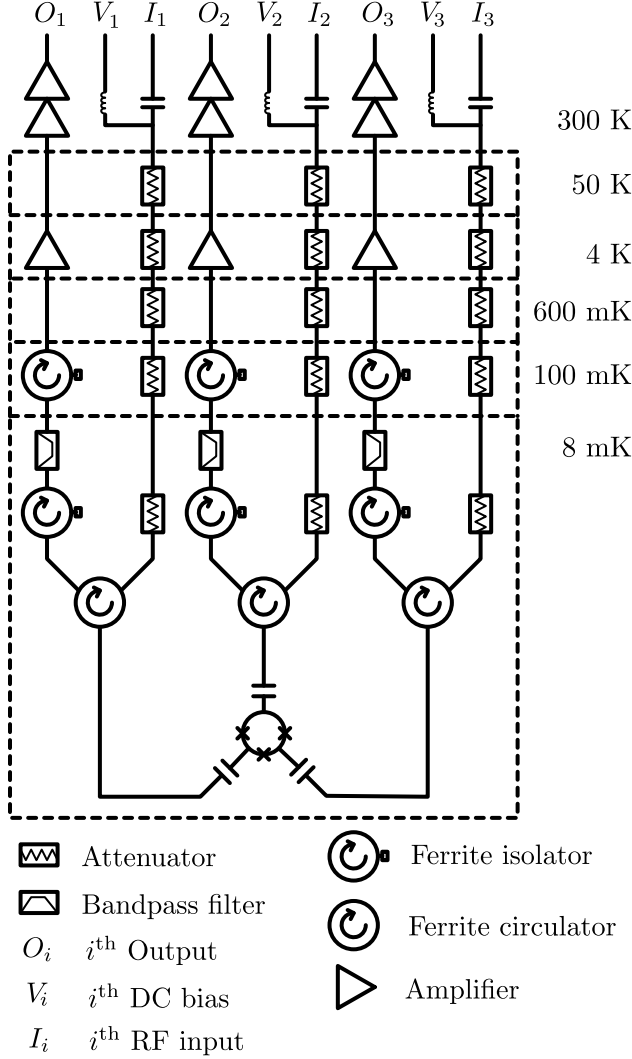 O₁ V₁ I₁ O₂ V₂ I₂ O₃ V₃ I₃
300 K
50 K
4 K
600 mK
100 mK
8 mK
Attenuator
Ferrite isolator
Bandpass filter
Ferrite circulator
Oᵢ iᵗʰ Output
Vᵢ iᵗʰ DC bias
Amplifier
Iᵢ iᵗʰ RF input